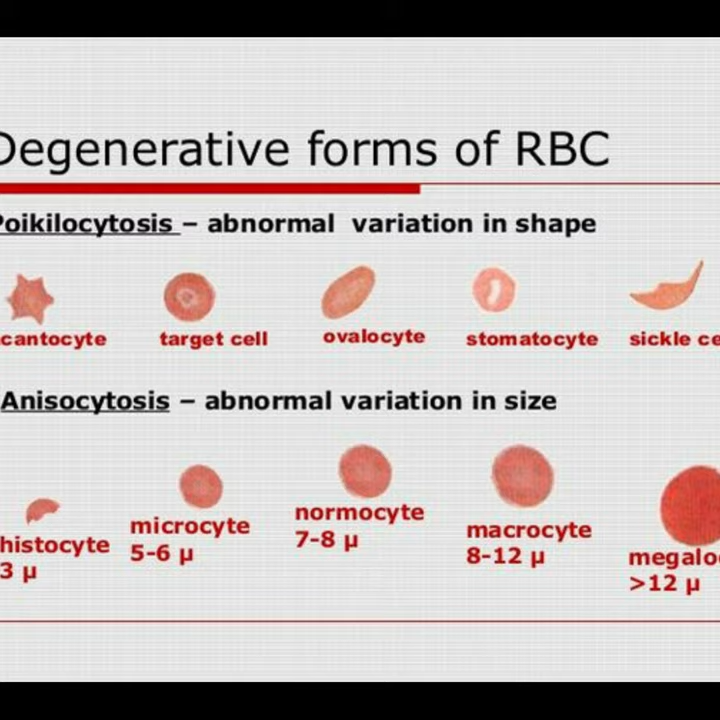 Degenerative forms of RBC
Poikilocytosis – abnormal variation in shape
cantocyte target cell ovalocyte stomatocyte sickle ce
Anisocytosis – abnormal variation in size
histocyte
3 µ
microcyte
5-6 µ
normocyte
7-8 µ
macrocyte
8-12 µ
megalo
>12 µ